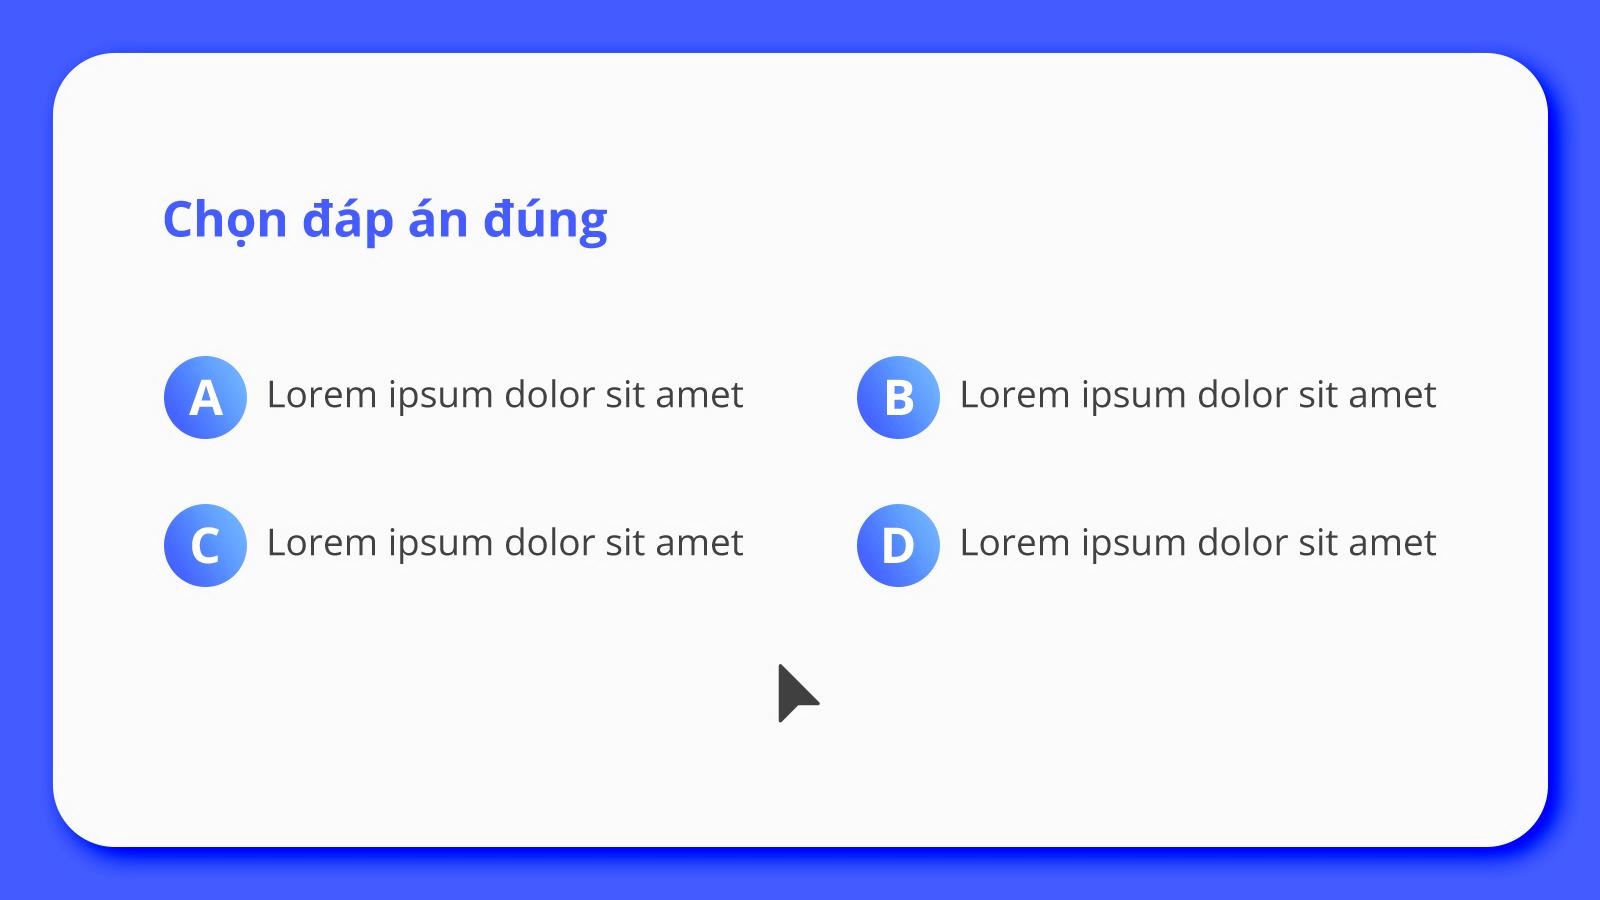 Chọn đáp án đúng
A Lorem ipsum dolor sit amet
B Lorem ipsum dolor sit amet
C Lorem ipsum dolor sit amet
D Lorem ipsum dolor sit amet